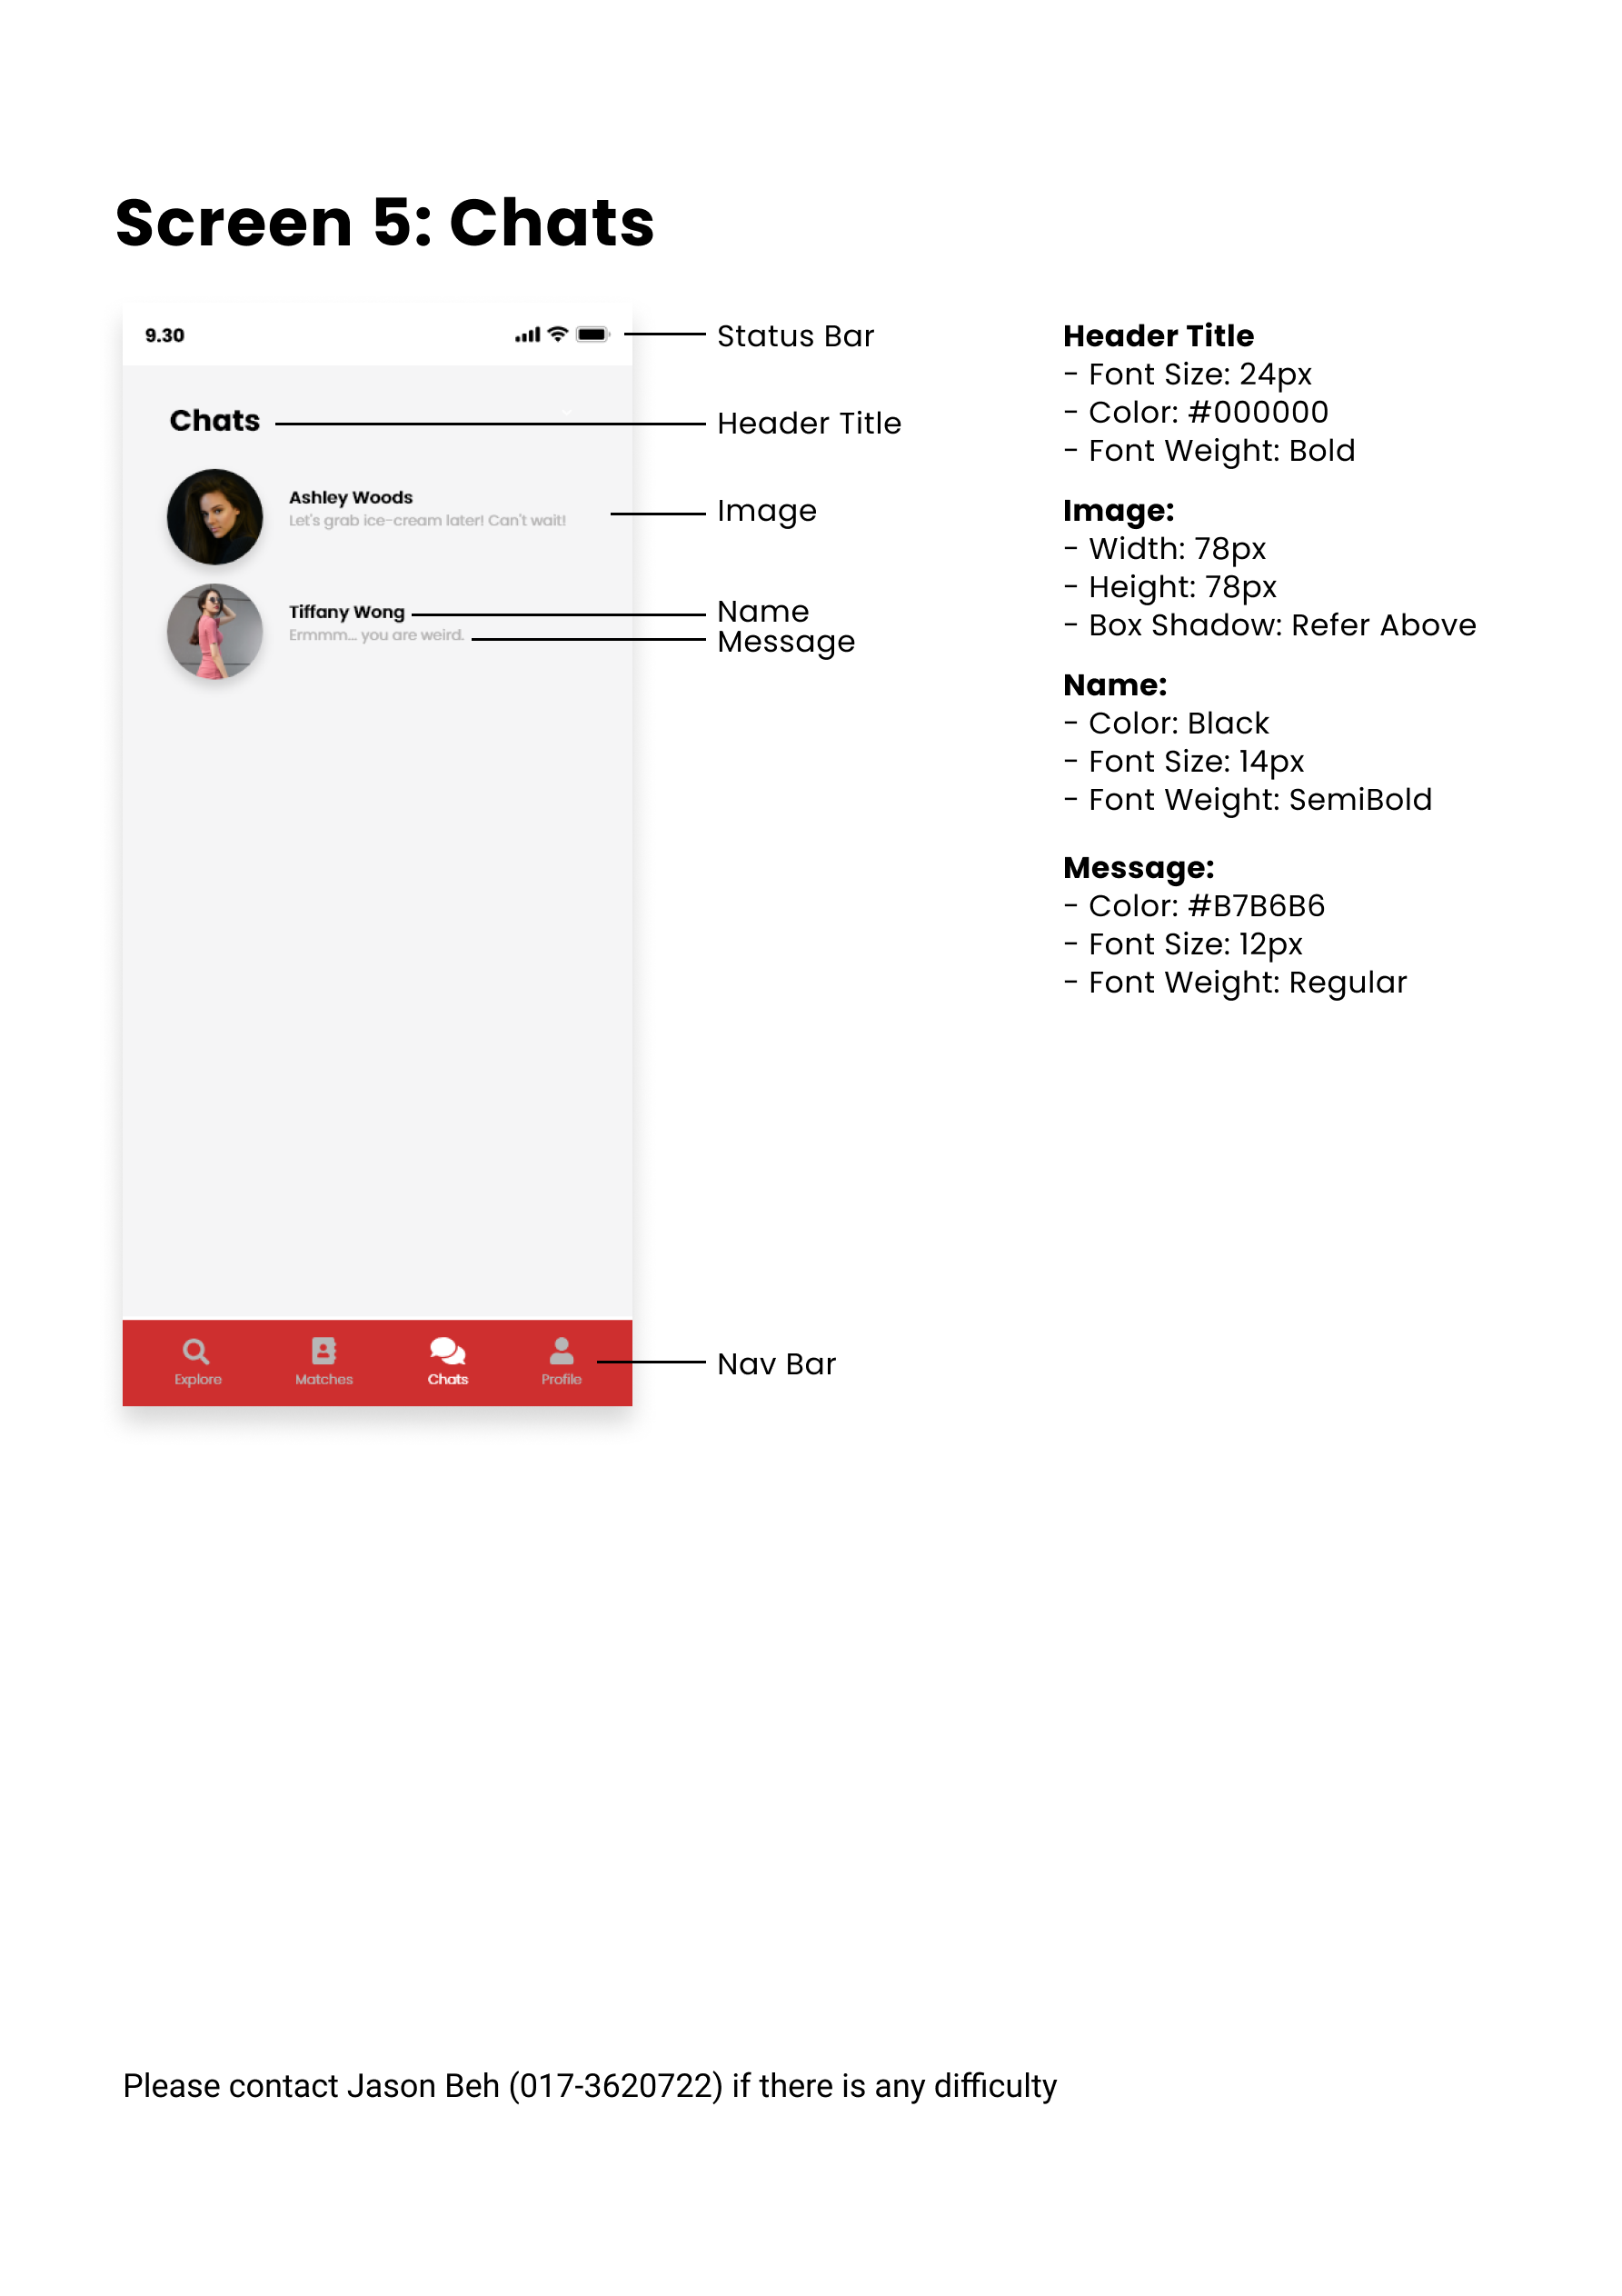 Screen 5: Chats
9.30
Status Bar
Chats
Header Title
Ashley Woods
Let's grab ice-cream later! Can't wait!
Image
Tiffany Wong
Name
Ermmm... you are weird.
Message
Explore
Matches
Chats
Profile
Nav Bar
Header Title
- Font Size: 24px
- Color: #000000
- Font Weight: Bold
Image:
- Width: 78px
- Height: 78px
- Box Shadow: Refer Above
Name:
- Color: Black
- Font Size: 14px
- Font Weight: SemiBold
Message:
- Color: #B7B6B6
- Font Size: 12px
- Font Weight: Regular
Please contact Jason Beh (017-3620722) if there is any difficulty